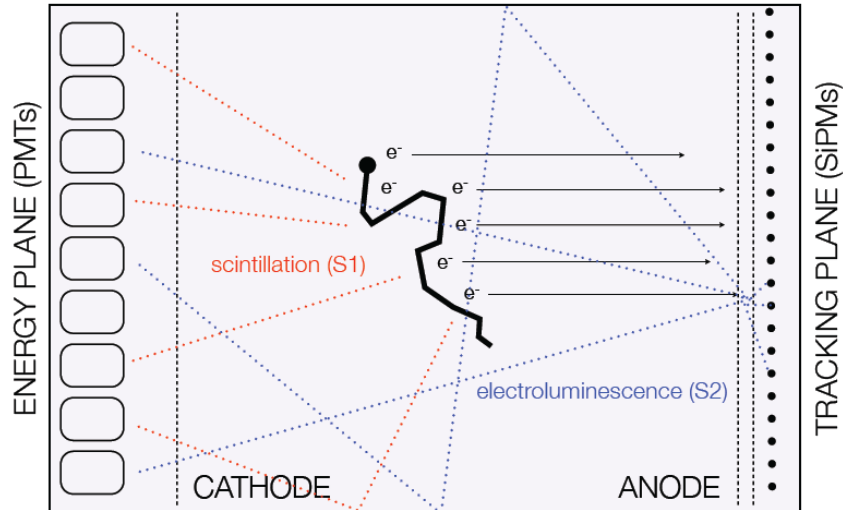 ENERGY PLANE (PMTs)
e-
e-
e-
e-
scintillation (S1)
e-
e-
electroluminescence (S2)
CATHODE
ANODE
TRACKING PLANE (SiPMs)